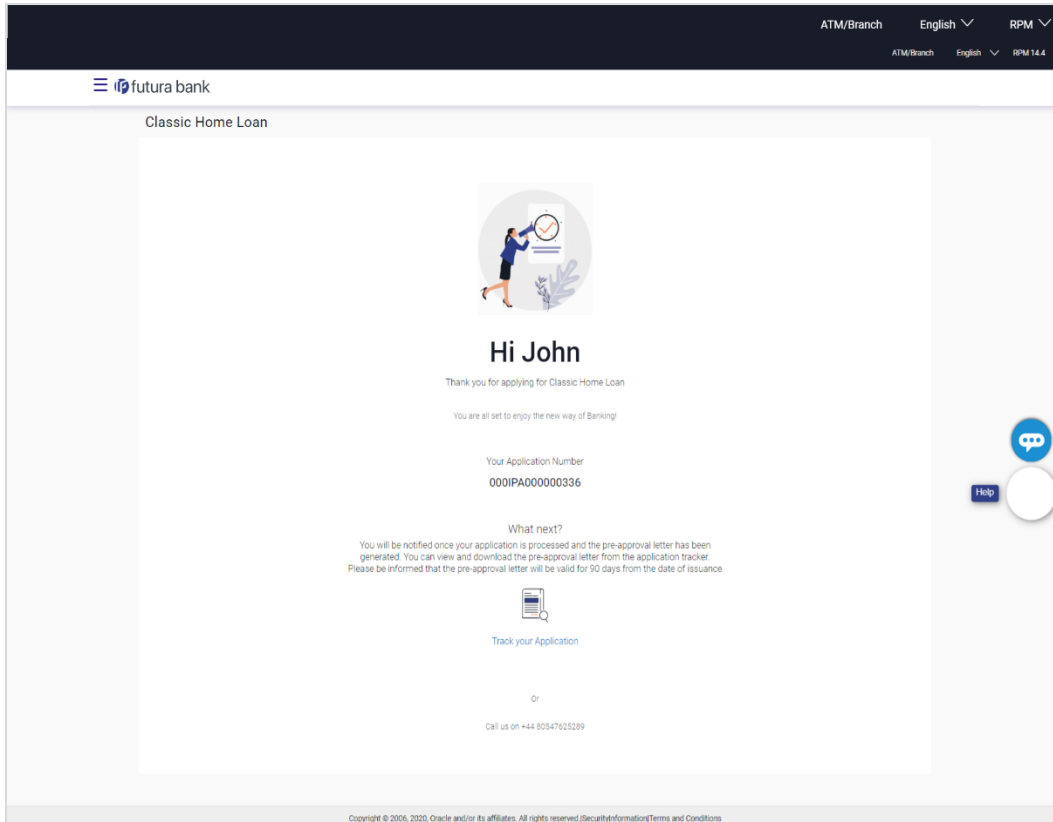 ATM/Branch English RPM
ATM/Branch English RPM 14.4
futura bank
Classic Home Loan
Hi John
Thank you for applying for Classic Home Loan
You are all set to enjoy the new way of Banking!
Your Application Number
000IPA000000336
Help
What next?
You will be notified once your application is processed and the pre-approval letter has been
generated. You can view and download the pre-approval letter from the application tracker.
Please be informed that the pre-approval letter will be valid for 90 days from the date of issuance
Track your Application
Or
Call us on +44 80547625289
Copyright © 2006, 2020, Oracle and/or its affiliates. All rights reserved.|SecurityInformation|Terms and Conditions